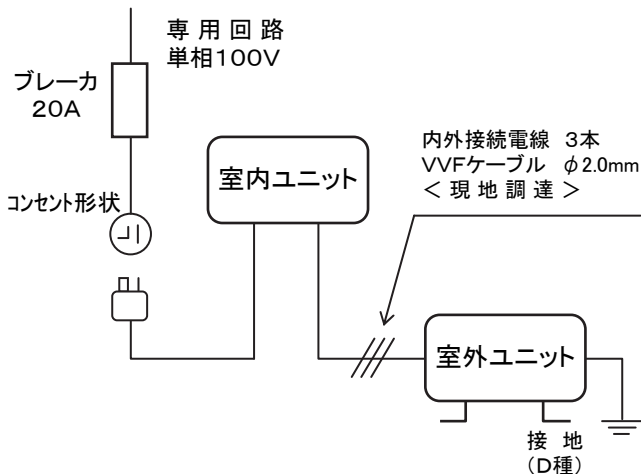 専用回路
単相100V
ブレーカ
20A
コンセント形状
室内ユニット
内外接続電線 3本
VVFケーブル φ2.0mm
<現地調達>
室外ユニット
接地
(D種)